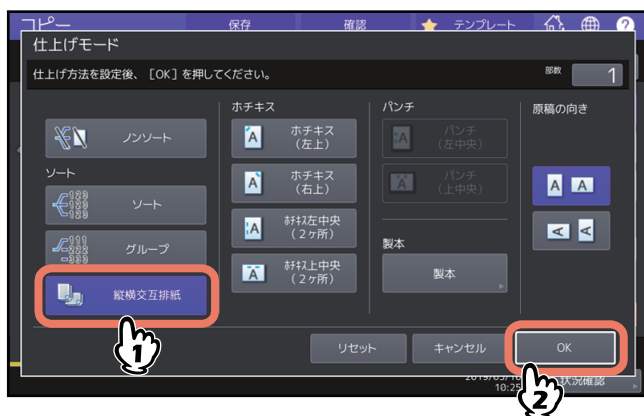 コピー 保存 確認 テンプレート ?
仕上げモード
仕上げ方法を設定後、［OK］を押してください。 部数 1
ホチキス パンチ 原稿の向き
ノンソート ホチキス（左上） パンチ（左中央）
ソート
ソート ホチキス（右上） パンチ（上中央）
グループ ﾎﾁｷｽ左中央（2ヶ所） 製本
縦横交互排紙 ﾎﾁｷｽ上中央（2ヶ所） 製本
リセット キャンセル OK
1
2
10:25 状況確認